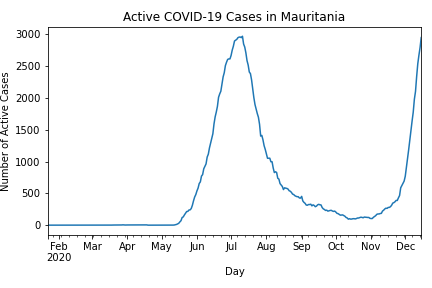 Active COVID-19 Cases in Mauritania
Number of Active Cases
3000
2500
2000
1500
1000
500
0
Feb Mar Apr May Jun Jul Aug Sep Oct Nov Dec
2020
Day